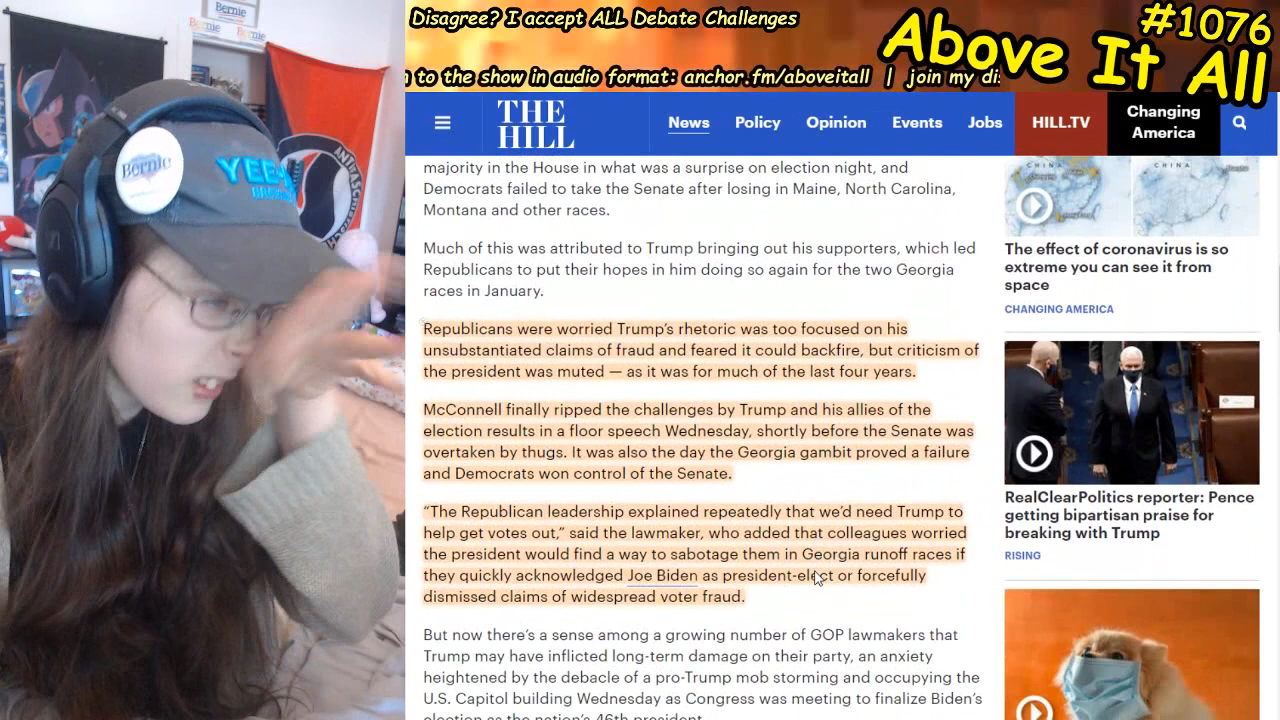 Disagree? I accept ALL Debate Challenges
#1076
Above It All
to the show in audio format: anchor.fm/aboveitall | join my dis
Bernie
Bernie
Bernie
Bernie
YEE-
ANTIFASCHISTISCHE
THE
HILL
News
Policy
Opinion
Events
Jobs
HILL.TV
Changing
America
majority in the House in what was a surprise on election night, and
Democrats failed to take the Senate after losing in Maine, North Carolina,
Montana and other races.
Much of this was attributed to Trump bringing out his supporters, which led
Republicans to put their hopes in him doing so again for the two Georgia
races in January.
Republicans were worried Trump's rhetoric was too focused on his
unsubstantiated claims of fraud and feared it could backfire, but criticism of
the president was muted — as it was for much of the last four years.
McConnell finally ripped the challenges by Trump and his allies of the
election results in a floor speech Wednesday, shortly before the Senate was
overtaken by thugs. It was also the day the Georgia gambit proved a failure
and Democrats won control of the Senate.
“The Republican leadership explained repeatedly that we’d need Trump to
help get votes out,” said the lawmaker, who added that colleagues worried
the president would find a way to sabotage them in Georgia runoff races if
they quickly acknowledged Joe Biden as president-elect or forcefully
dismissed claims of widespread voter fraud.
But now there’s a sense among a growing number of GOP lawmakers that
Trump may have inflicted long-term damage on their party, an anxiety
heightened by the debacle of a pro-Trump mob storming and occupying the
U.S. Capitol building Wednesday as Congress was meeting to finalize Biden’s
election as the nation’s 46th president.
CHINA
CHINA
The effect of coronavirus is so
extreme you can see it from
space
CHANGING AMERICA
RealClearPolitics reporter: Pence
getting bipartisan praise for
breaking with Trump
RISING